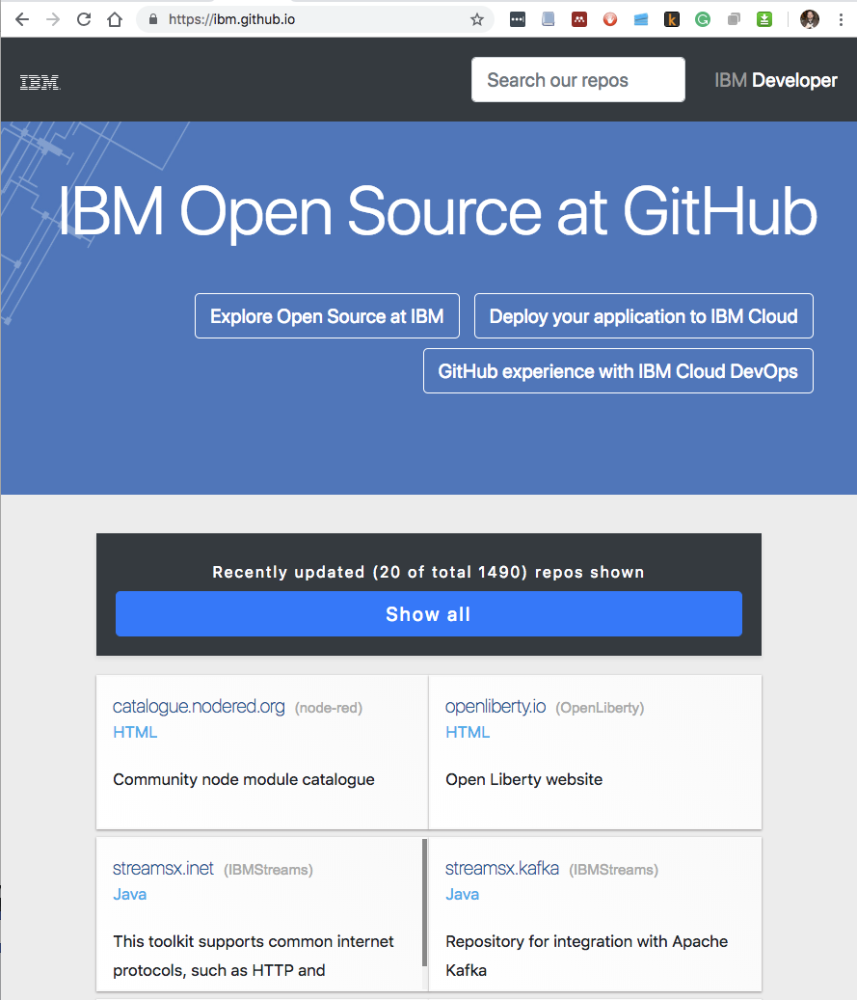 https://ibm.github.io
IBM
Search our repos
IBM Developer
IBM Open Source at GitHub
Explore Open Source at IBM
Deploy your application to IBM Cloud
GitHub experience with IBM Cloud DevOps
Recently updated (20 of total 1490) repos shown
Show all
catalogue.nodered.org (node-red)
HTML
Community node module catalogue
openliberty.io (OpenLiberty)
HTML
Open Liberty website
streamsx.inet (IBMStreams)
Java
This toolkit supports common internet
protocols, such as HTTP and
streamsx.kafka (IBMStreams)
Java
Repository for integration with Apache
Kafka